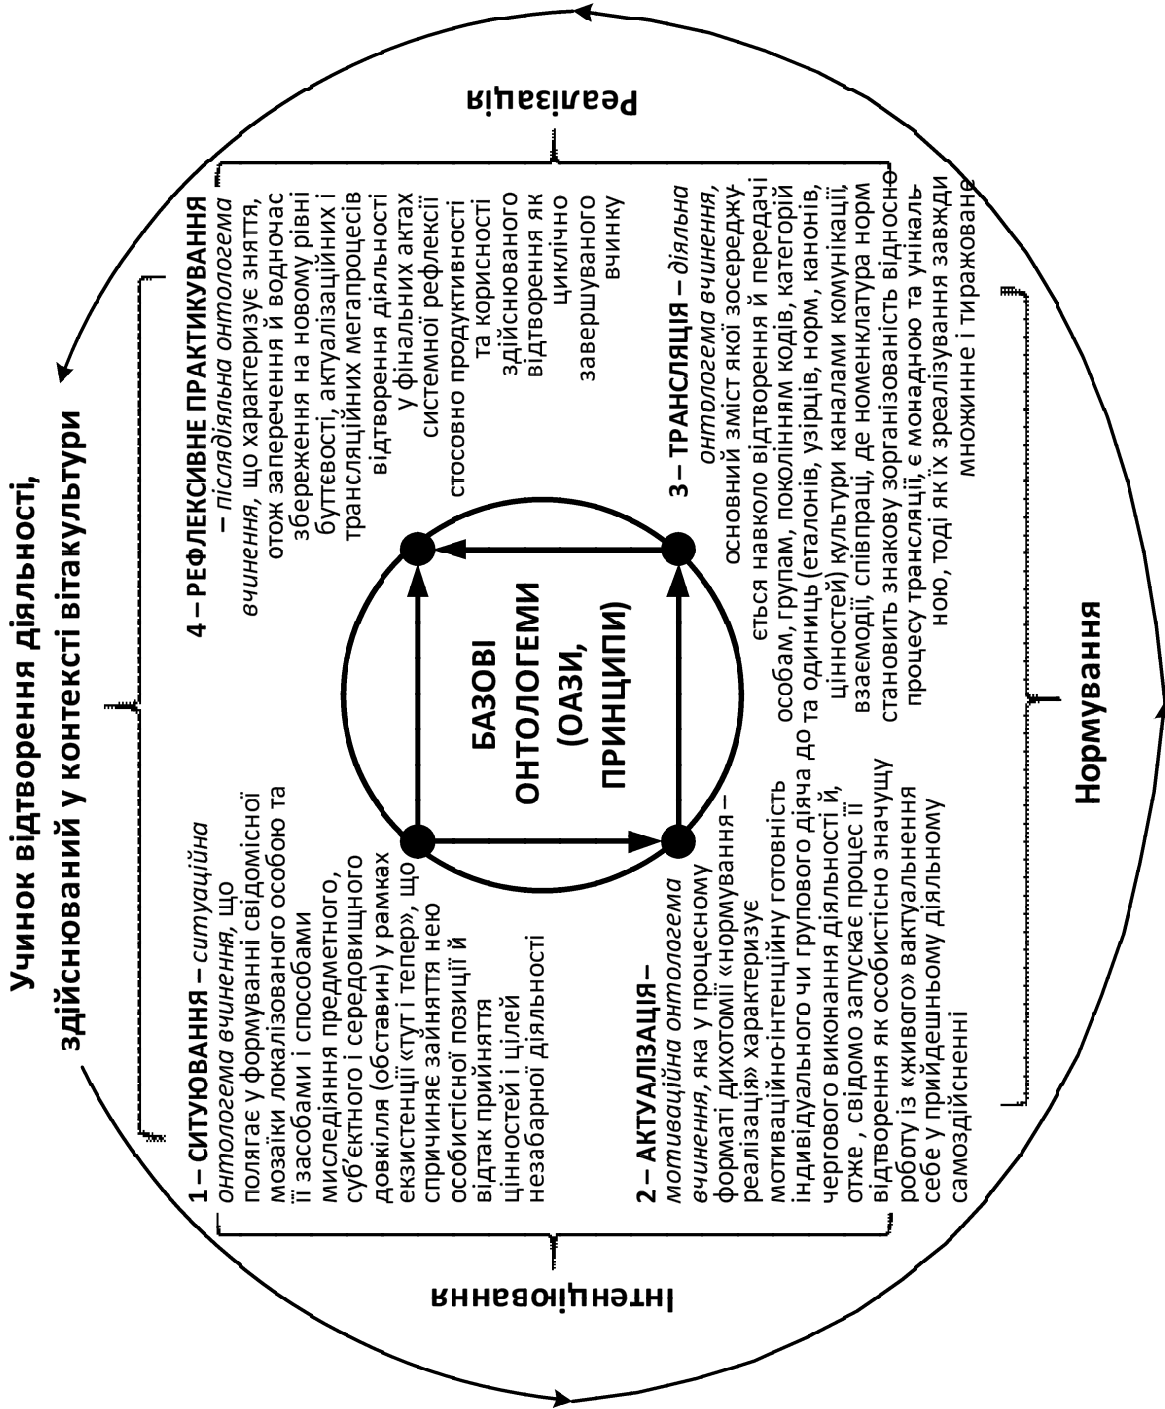 Учинок відтворення діяльності,
здійснюваний у контексті вітакультури
1 – СИТУЮВАННЯ – ситуаційна
онтологема вчинення, що
полягає у формуванні свідомісної
мозаїки локалізованого особою та
її засобами і способами
миследіяння предметного,
суб’єктного і середовищного
довкілля (обставин) у рамках
екзистенції «тут і тепер», що
спричиняє зайняття нею
особистісної позиції й
відтак прийняття
цінностей і цілей
незабарної діяльності
4 – РЕФЛЕКСИВНЕ ПРАКТИКУВАННЯ
– післядіяльна онтологема
вчинення, що характеризує зняття,
отож заперечення й водночас
збереження на новому рівні
буттєвості, актуалізаційних і
трансляційних мегапроцесів
відтворення діяльності
у фінальних актах
системної рефлексії
стосовно продуктивності
та корисності
здійснюваного
відтворення як
циклічно
завершуваного
вчинку
БАЗОВІ
ОНТОЛОГЕМИ
(ОАЗИ,
ПРИНЦИПИ)
Інтенціювання
Реалізація
2 – АКТУАЛІЗАЦІЯ–
мотиваційна онтологема
вчинення, яка у процесному
форматі дихотомії «нормування –
реалізація» характеризує
мотиваційно-інтенційну готовність
індивідуального чи групового діяча до
чергового виконання діяльності й,
отже , свідомо запускає процес її
відтворення як особистісно значущу
роботу із «живого» вактуальнення
себе у прийдешньому діяльному
самоздійсненні
3 – ТРАНСЛЯЦІЯ – діяльна
онтологема вчинення,
основний зміст якої зосереджу-
ється навколо відтворення й передачі
особам, групам, поколінням кодів, категорій
та одиниць (еталонів, узірців, норм, канонів,
цінностей) культури каналами комунікації,
взаємодії, співпраці, де номенклатура норм
становить знакову зорганізованість відносно
процесу трансляції, є монадною та унікаль-
ною, тоді як їх зреалізування завжди
множинне і тиражоване
Нормування